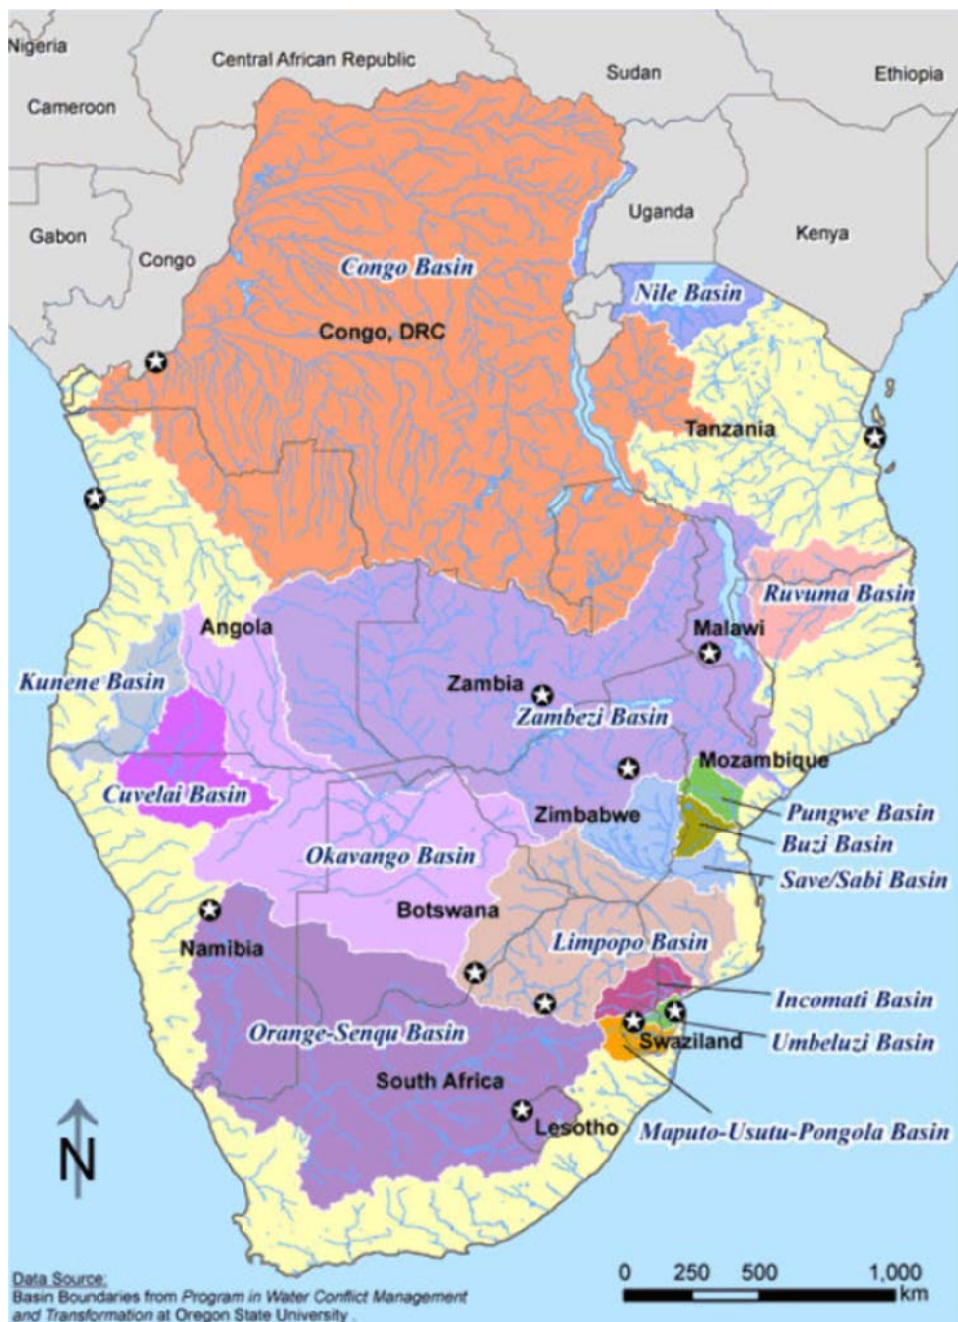 Nigeria
Central African Republic
Sudan
Ethiopia
Cameroon
Uganda
Gabon
Kenya
Congo
Congo Basin
Nile Basin
Congo, DRC
Tanzania
Ruvuma Basin
Angola
Malawi
Kunene Basin
Zambia
Zambezi Basin
Mozambique
Cuvelai Basin
Zimbabwe
Pungwe Basin
Buzi Basin
Okavango Basin
Save/Sabi Basin
Botswana
Namibia
Limpopo Basin
Incomati Basin
Orange-Senqu Basin
Swaziland
Umbeluzi Basin
South Africa
Lesotho
Maputo-Usutu-Pongola Basin
N
Data Source:
Basin Boundaries from Program in Water Conflict Management
and Transformation at Oregon State University .
0 250 500 1,000
km